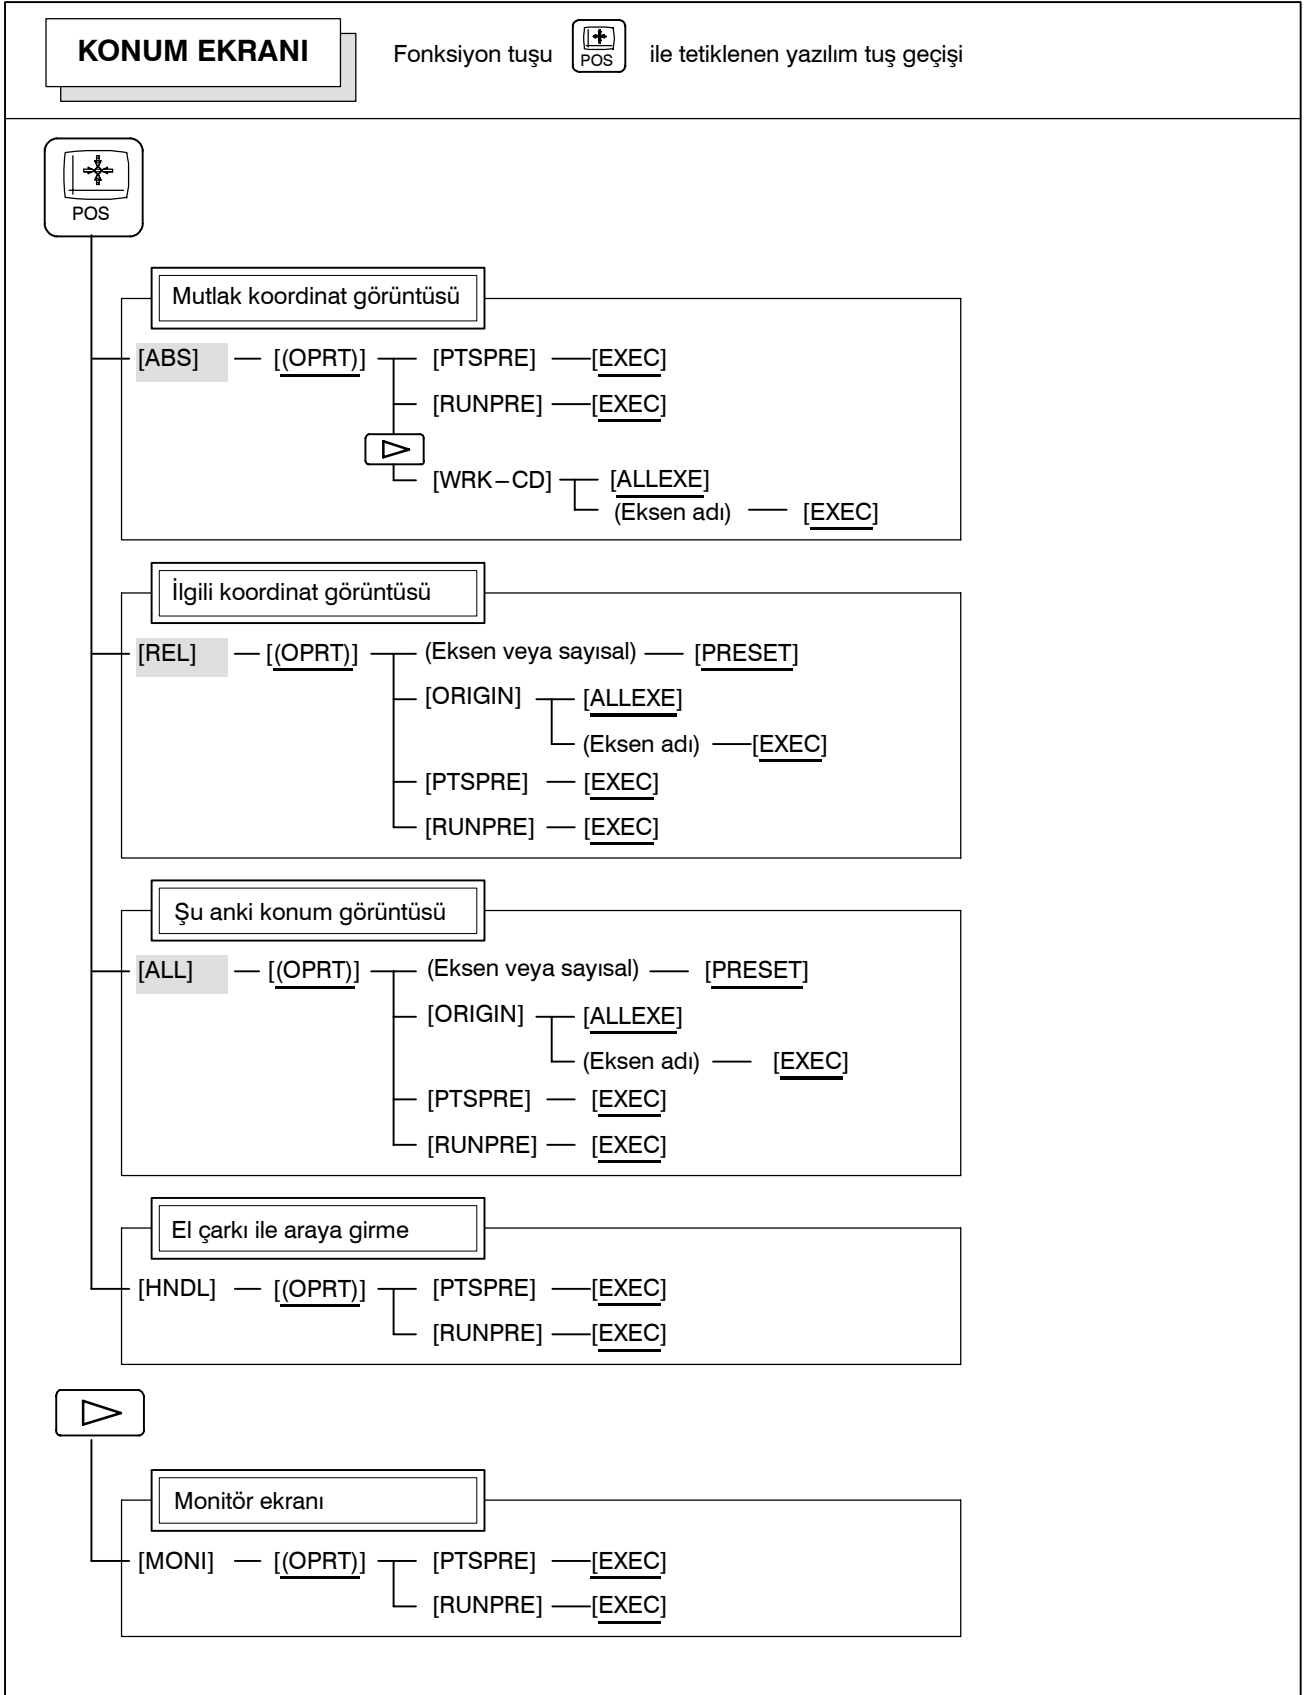 KONUM EKRANI Fonksiyon tuşu POS ile tetiklenen yazılım tuş geçişi
POS
Mutlak koordinat görüntüsü
[ABS] [(OPRT)] [PTSPRE] [EXEC]
[RUNPRE] [EXEC]
[WRK–CD] [ALLEXE]
(Eksen adı) [EXEC]
İlgili koordinat görüntüsü
[REL] [(OPRT)] (Eksen veya sayısal) [PRESET]
[ORIGIN] [ALLEXE]
(Eksen adı) [EXEC]
[PTSPRE] [EXEC]
[RUNPRE] [EXEC]
Şu anki konum görüntüsü
[ALL] [(OPRT)] (Eksen veya sayısal) [PRESET]
[ORIGIN] [ALLEXE]
(Eksen adı) [EXEC]
[PTSPRE] [EXEC]
[RUNPRE] [EXEC]
El çarkı ile araya girme
[HNDL] [(OPRT)] [PTSPRE] [EXEC]
[RUNPRE] [EXEC]
Monitör ekranı
[MONI] [(OPRT)] [PTSPRE] [EXEC]
[RUNPRE] [EXEC]